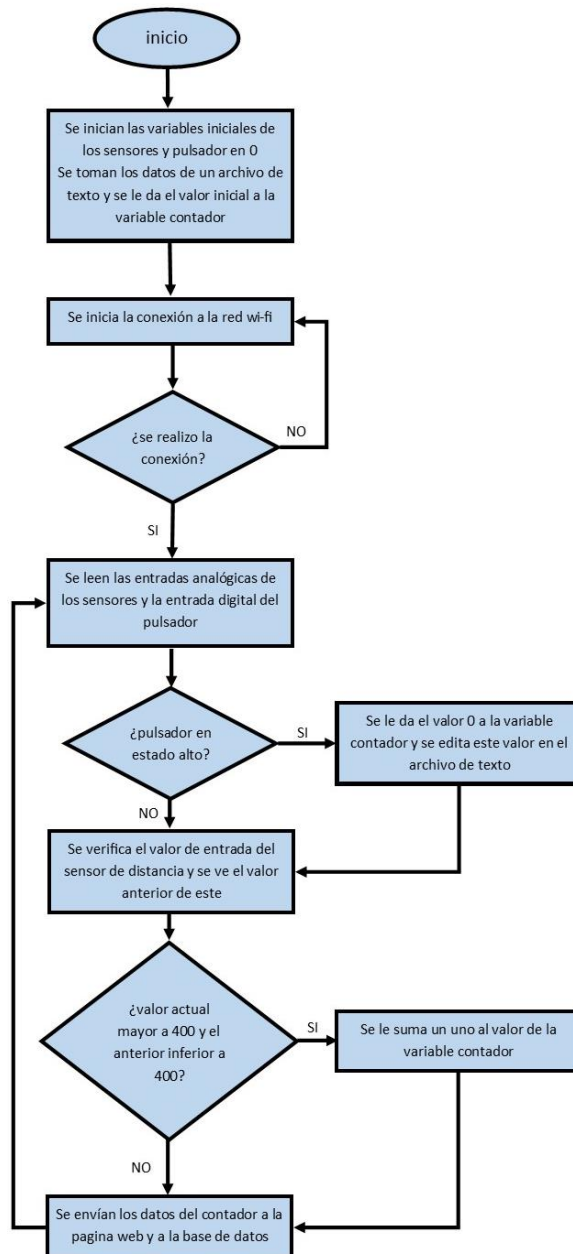 inicio
Se inician las variables iniciales de
los sensores y pulsador en 0
Se toman los datos de un archivo de
texto y se le da el valor inicial a la
variable contador
Se inicia la conexión a la red wi-fi
¿se realizo la
conexión?
NO
SI
Se leen las entradas analógicas de
los sensores y la entrada digital del
pulsador
¿pulsador en
estado alto?
SI
Se le da el valor 0 a la variable
contador y se edita este valor en el
archivo de texto
NO
Se verifica el valor de entrada del
sensor de distancia y se ve el valor
anterior de este
¿valor actual
mayor a 400 y el
anterior inferior a
400?
SI
Se le suma un uno al valor de la
variable contador
NO
Se envían los datos del contador a la
pagina web y a la base de datos